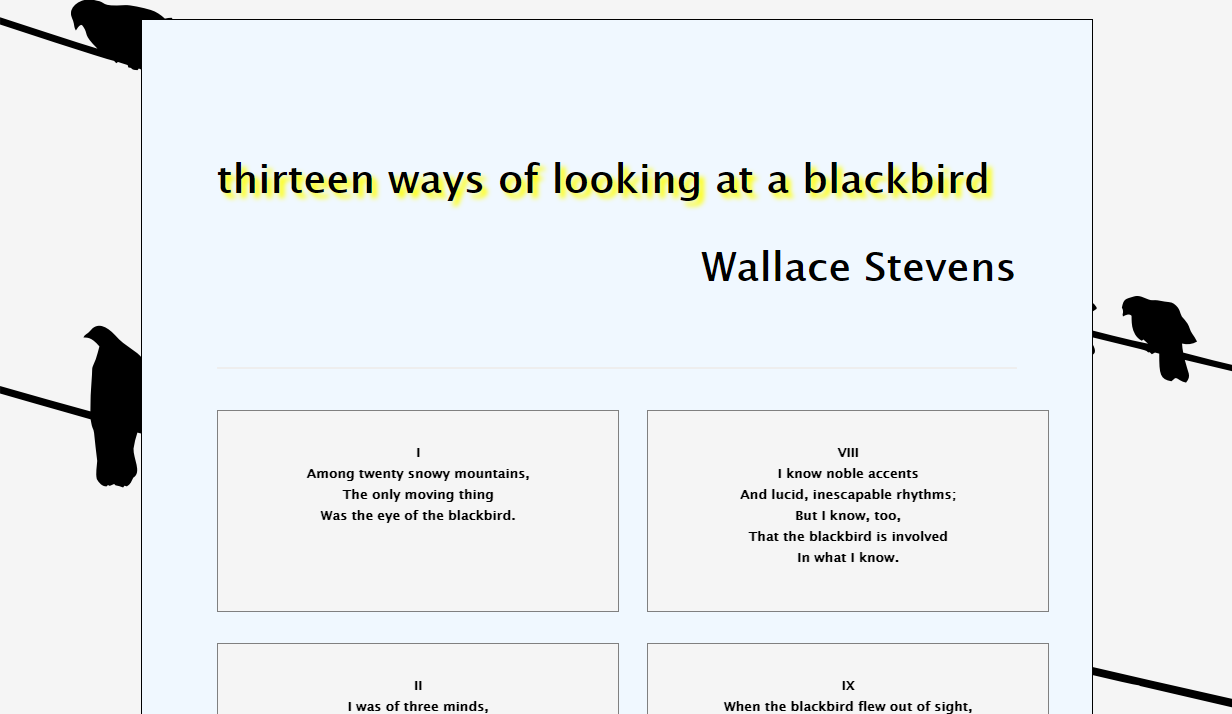 thirteen ways of looking at a blackbird
Wallace Stevens
I
Among twenty snowy mountains,
The only moving thing
Was the eye of the blackbird.
VIII
I know noble accents
And lucid, inescapable rhythms;
But I know, too,
That the blackbird is involved
In what I know.
II
I was of three minds,
IX
When the blackbird flew out of sight,